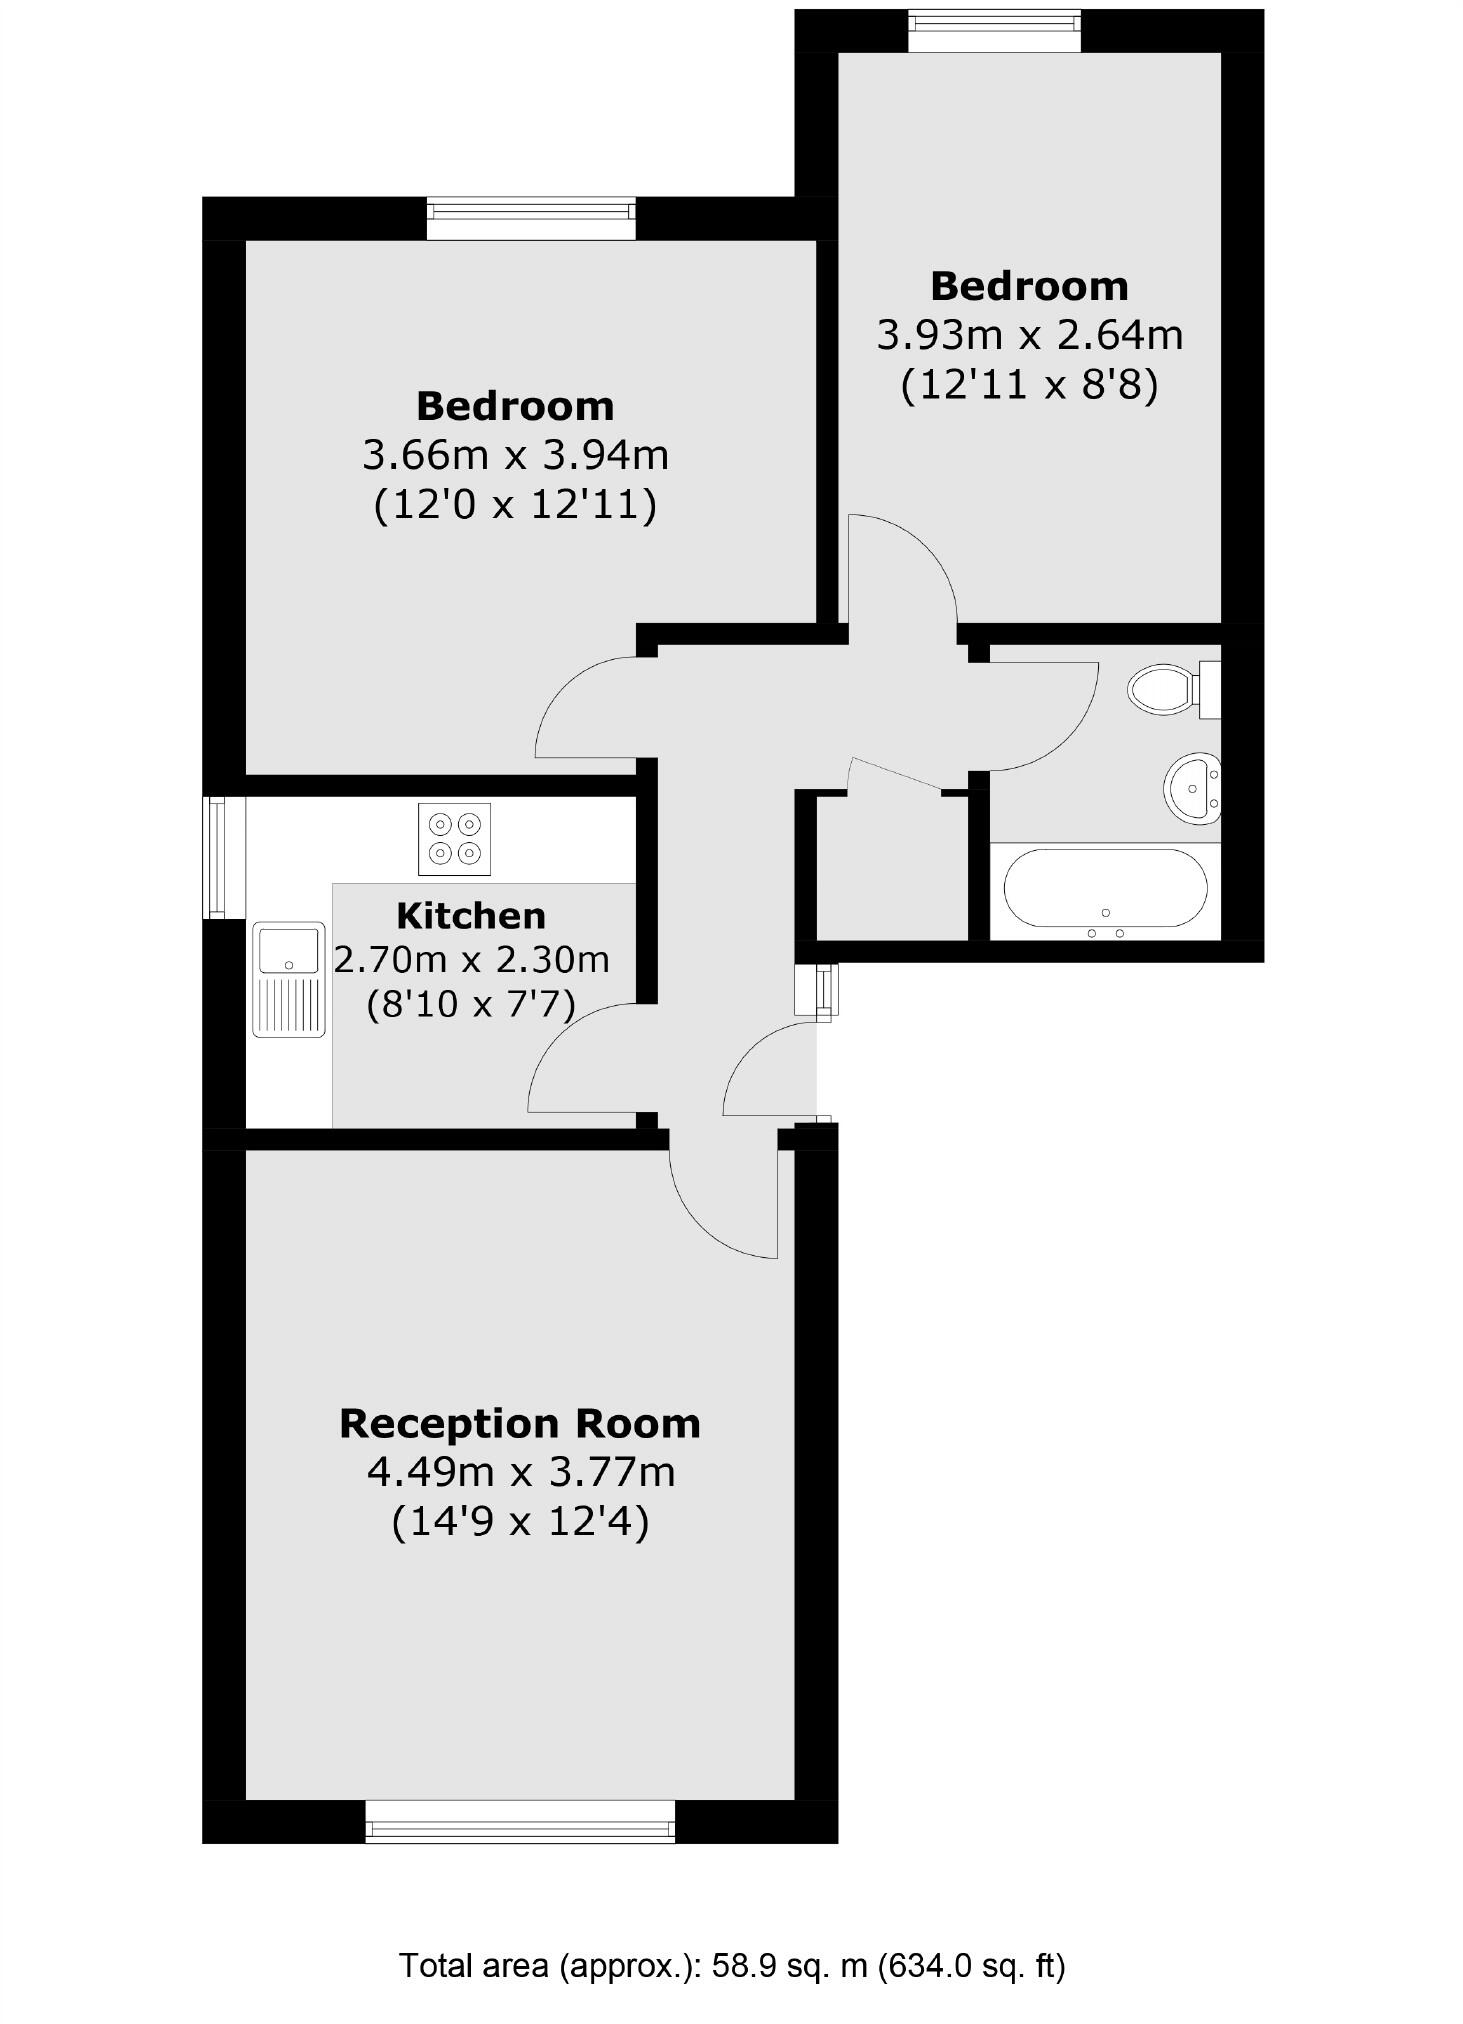 Bedroom
3.93m x 2.64m
(12'11 x 8'8)
Bedroom
3.66m x 3.94m
(12'0 x 12'11)
Kitchen
2.70m x 2.30m
(8'10 x 7'7)
Reception Room
4.49m x 3.77m
(14'9 x 12'4)
Total area (approx.): 58.9 sq. m (634.0 sq. ft)